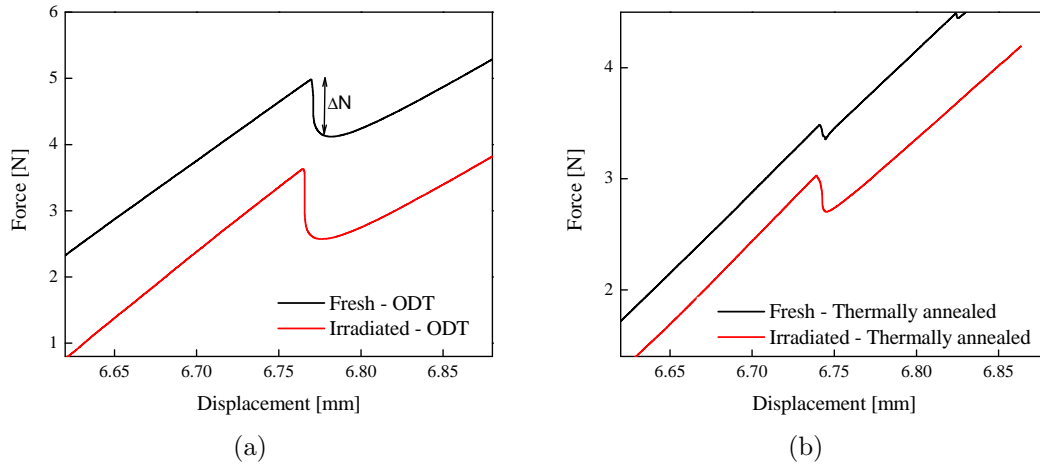 6
5
4
3
2
1
Force [N]
ΔN
Fresh - ODT
Irradiated - ODT
6.65 6.70 6.75 6.80 6.85
Displacement [mm]
(a)
4
3
2
Force [N]
Fresh - Thermally annealed
Irradiated - Thermally annealed
6.65 6.70 6.75 6.80 6.85
Displacement [mm]
(b)